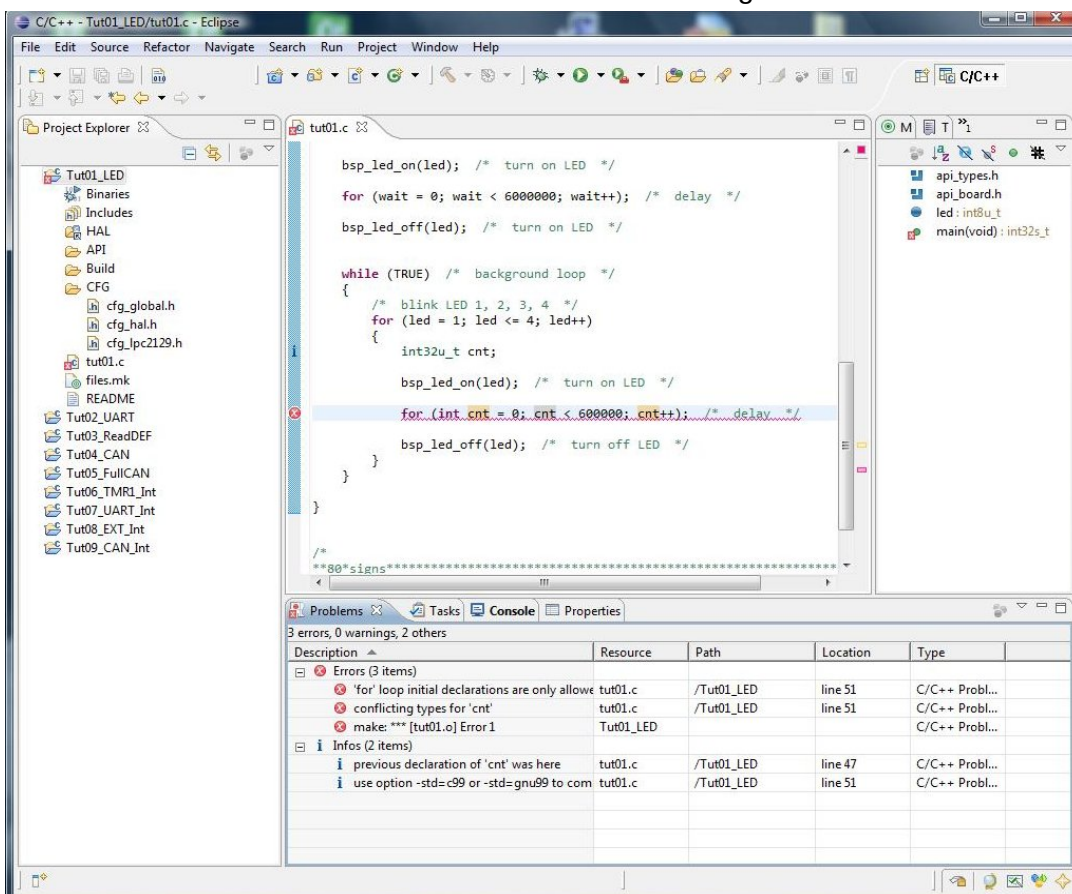 C/C++ - Tut01_LED/tut01.c - Eclipse
File Edit Source Refactor Navigate Search Run Project Window Help
C/C++
Project Explorer
Tut01_LED
Binaries
Includes
HAL
API
Build
CFG
cfg_global.h
cfg_hal.h
cfg_lpc2129.h
tut01.c
files.mk
README
Tut02_UART
Tut03_ReadDEF
Tut04_CAN
Tut05_FullCAN
Tut06_TMR1_Int
Tut07_UART_Int
Tut08_EXT_Int
Tut09_CAN_Int
tut01.c
bsp_led_on(led); /* turn on LED */
for (wait = 0; wait < 6000000; wait++); /* delay */
bsp_led_off(led); /* turn on LED */
while (TRUE) /* background loop */
{
/* blink LED 1, 2, 3, 4 */
for (led = 1; led <= 4; led++)
{
int32u_t cnt;
bsp_led_on(led); /* turn on LED */
for (int cnt = 0; cnt < 600000; cnt++); /* delay */
bsp_led_off(led); /* turn off LED */
}
}
}
/*
**80*signs************************************************************
M T »1
api_types.h
api_board.h
led : int8u_t
main(void) : int32s_t
Problems Tasks Console Properties
3 errors, 0 warnings, 2 others
Description Resource Path Location Type
Errors (3 items)
'for' loop initial declarations are only allowe tut01.c /Tut01_LED line 51 C/C++ Probl...
conflicting types for 'cnt' tut01.c /Tut01_LED line 51 C/C++ Probl...
make: *** [tut01.o] Error 1 Tut01_LED C/C++ Probl...
Infos (2 items)
previous declaration of 'cnt' was here tut01.c /Tut01_LED line 47 C/C++ Probl...
use option -std=c99 or -std=gnu99 to com tut01.c /Tut01_LED line 51 C/C++ Probl...